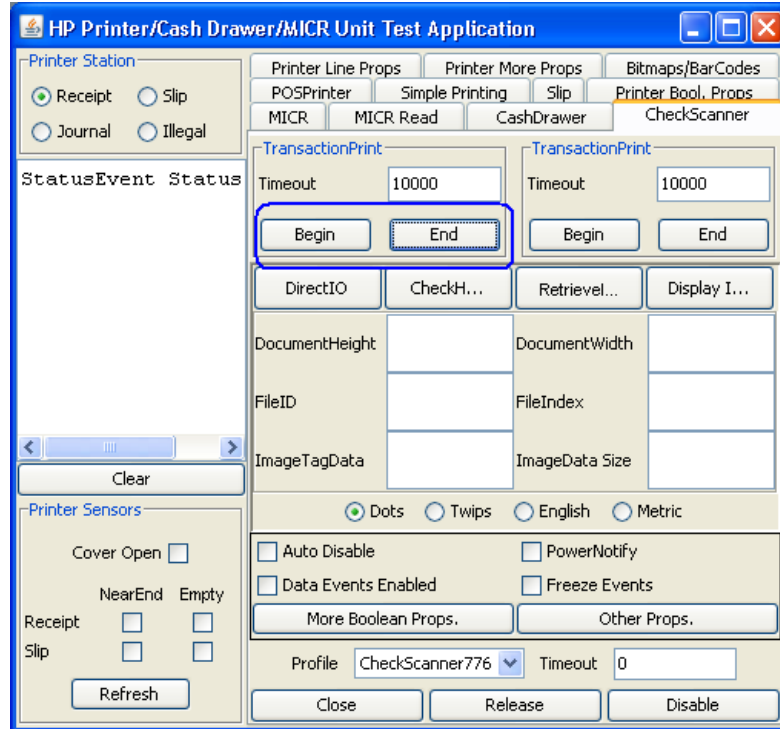 HP Printer/Cash Drawer/MICR Unit Test Application
Printer Station
Receipt Slip
Journal Illegal
StatusEvent Status
Clear
Printer Sensors
Cover Open
NearEnd Empty
Receipt
Slip
Refresh
Printer Line Props Printer More Props Bitmaps/BarCodes
POSPrinter Simple Printing Slip Printer Bool. Props
MICR MICR Read CashDrawer CheckScanner
TransactionPrint TransactionPrint
Timeout 10000 Timeout 10000
Begin End Begin End
DirectIO CheckH... RetrieveI... Display I...
DocumentHeight DocumentWidth
FileID FileIndex
ImageTagData ImageData Size
Dots Twips English Metric
Auto Disable PowerNotify
Data Events Enabled Freeze Events
More Boolean Props. Other Props.
Profile CheckScanner776 Timeout 0
Close Release Disable